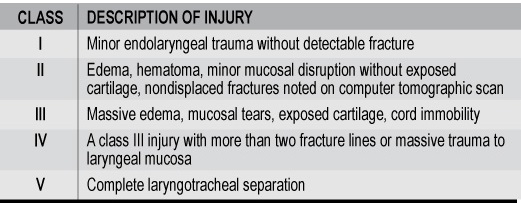 CLASS DESCRIPTION OF INJURY
I Minor endolaryngeal trauma without detectable fracture
II Edema, hematoma, minor mucosal disruption without exposed
cartilage, nondisplaced fractures noted on computer tomographic scan
III Massive edema, mucosal tears, exposed cartilage, cord immobility
IV A class III injury with more than two fracture lines or massive trauma to
laryngeal mucosa
V Complete laryngotracheal separation